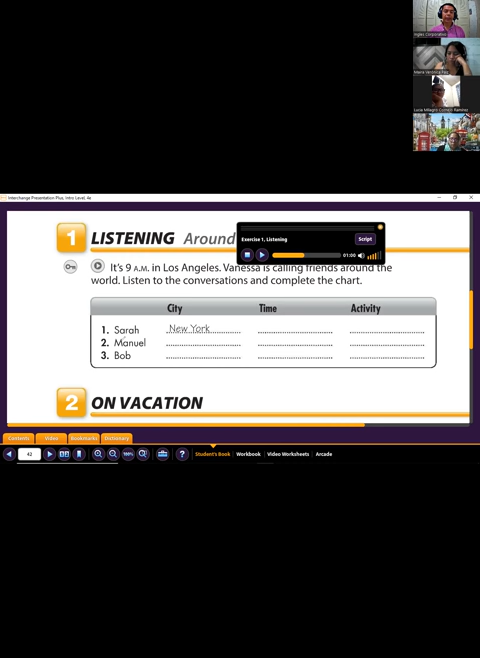 Ingles Corporativo
Interchange Presentation Plus, Intro Level, 4e
1 LISTENING Around
Exercise 1, Listening
Script
01:00
It's 9 A.M. in Los Angeles. Vanessa is calling friends around the
world. Listen to the conversations and complete the chart.
City Time Activity
1. Sarah New York
2. Manuel
3. Bob
2 ON VACATION
Contents Video Bookmarks Dictionary
42 100% ? Student's Book Workbook Video Worksheets Arcade